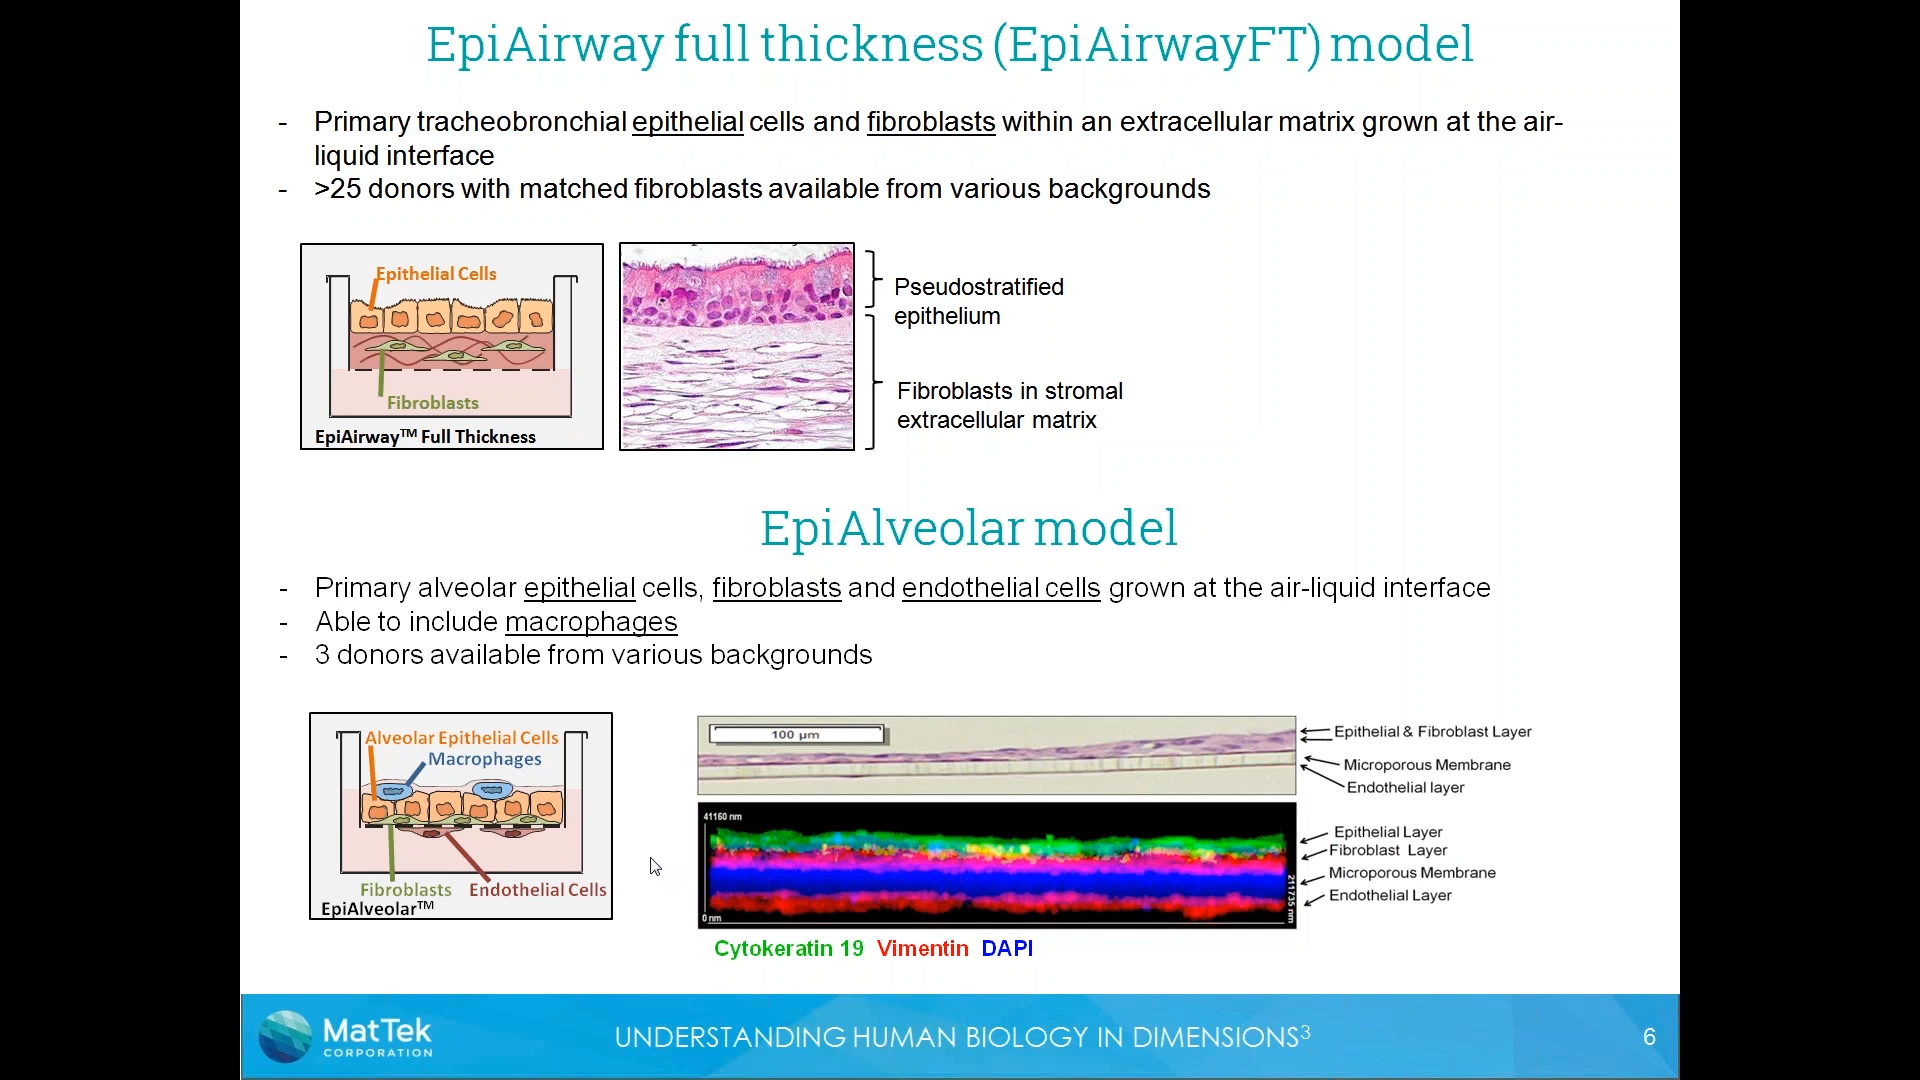 EpiAirway full thickness (EpiAirwayFT) model
- Primary tracheobronchial epithelial cells and fibroblasts within an extracellular matrix grown at the air-
liquid interface
- >25 donors with matched fibroblasts available from various backgrounds
Epithelial Cells
Fibroblasts
EpiAirway™ Full Thickness
Pseudostratified
epithelium
Fibroblasts in stromal
extracellular matrix
EpiAlveolar model
- Primary alveolar epithelial cells, fibroblasts and endothelial cells grown at the air-liquid interface
- Able to include macrophages
- 3 donors available from various backgrounds
Alveolar Epithelial Cells
Macrophages
Fibroblasts
Endothelial Cells
EpiAlveolar™
100 µm
Epithelial & Fibroblast Layer
Microporous Membrane
Endothelial layer
41160 nm
0 nm
211735 nm
Epithelial Layer
Fibroblast Layer
Microporous Membrane
Endothelial Layer
Cytokeratin 19 Vimentin DAPI
MatTek
CORPORATION
UNDERSTANDING HUMAN BIOLOGY IN DIMENSIONS³
6